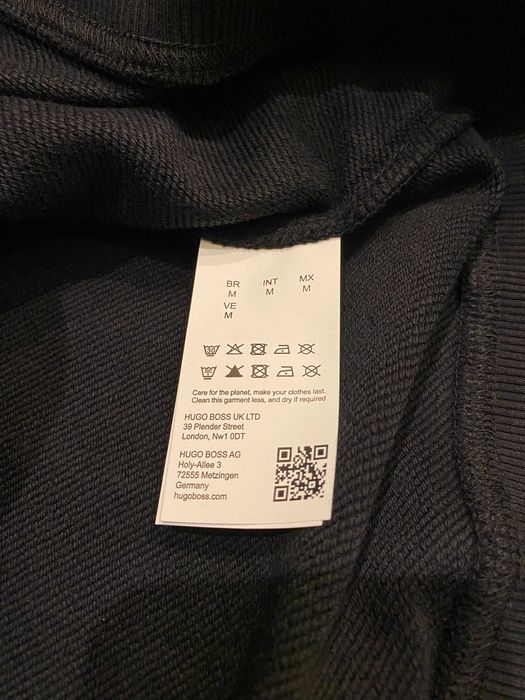 BR INT MX
M M M
VE
M
Care for the planet, make your clothes last.
Clean this garment less, and dry if required
HUGO BOSS UK LTD
39 Plender Street
London, Nw1 0DT
HUGO BOSS AG
Holy-Allee 3
72555 Metzingen
Germany
hugoboss.com